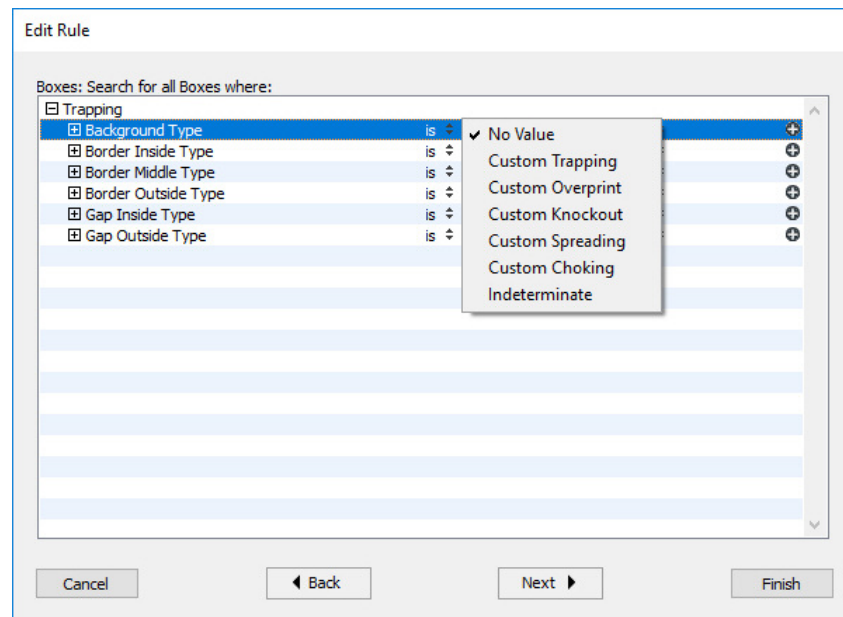 Edit Rule
Boxes: Search for all Boxes where:
Trapping
Background Type is
Border Inside Type is
Border Middle Type is
Border Outside Type is
Gap Inside Type is
Gap Outside Type is
No Value
Custom Trapping
Custom Overprint
Custom Knockout
Custom Spreading
Custom Choking
Indeterminate
Cancel Back Next Finish